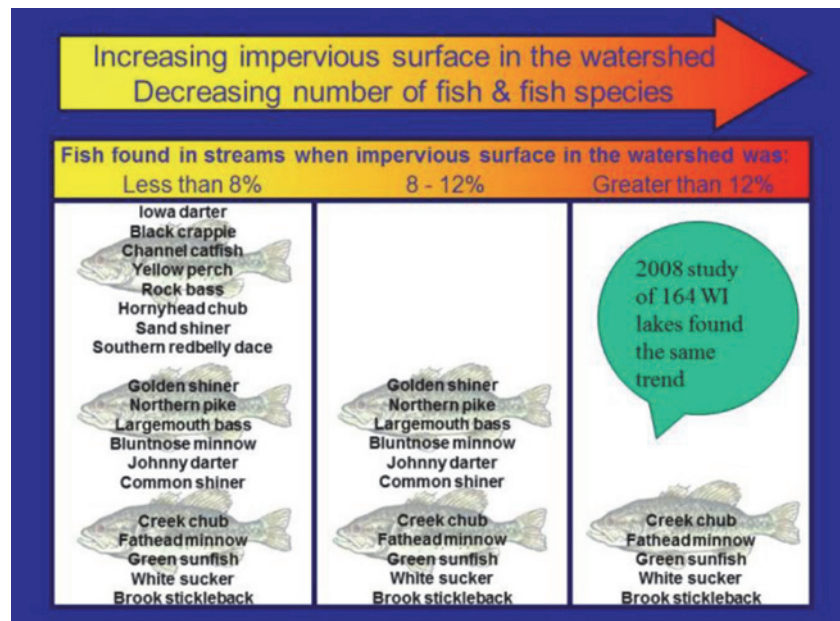 Increasing impervious surface in the watershed
Decreasing number of fish & fish species
Fish found in streams when impervious surface in the watershed was:
Less than 8%
8 - 12%
Greater than 12%
Iowa darter
Black crappie
Channel catfish
Yellow perch
Rock bass
Hornyhead chub
Sand shiner
Southern redbelly dace
Golden shiner
Northern pike
Largemouth bass
Bluntnose minnow
Johnny darter
Common shiner
Creek chub
Fathead minnow
Green sunfish
White sucker
Brook stickleback
Golden shiner
Northern pike
Largemouth bass
Bluntnose minnow
Johnny darter
Common shiner
Creek chub
Fathead minnow
Green sunfish
White sucker
Brook stickleback
2008 study
of 164 WI
lakes found
the same
trend
Creek chub
Fathead minnow
Green sunfish
White sucker
Brook stickleback